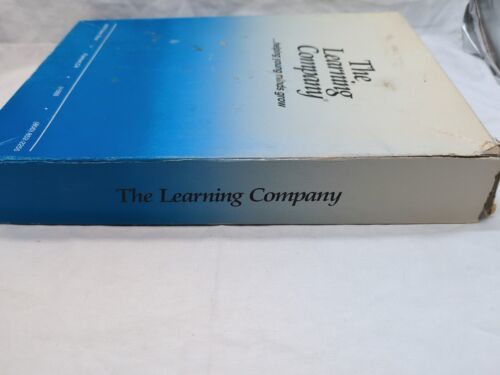 The
Learning
Company
...helping young minds grow
The Learning Company